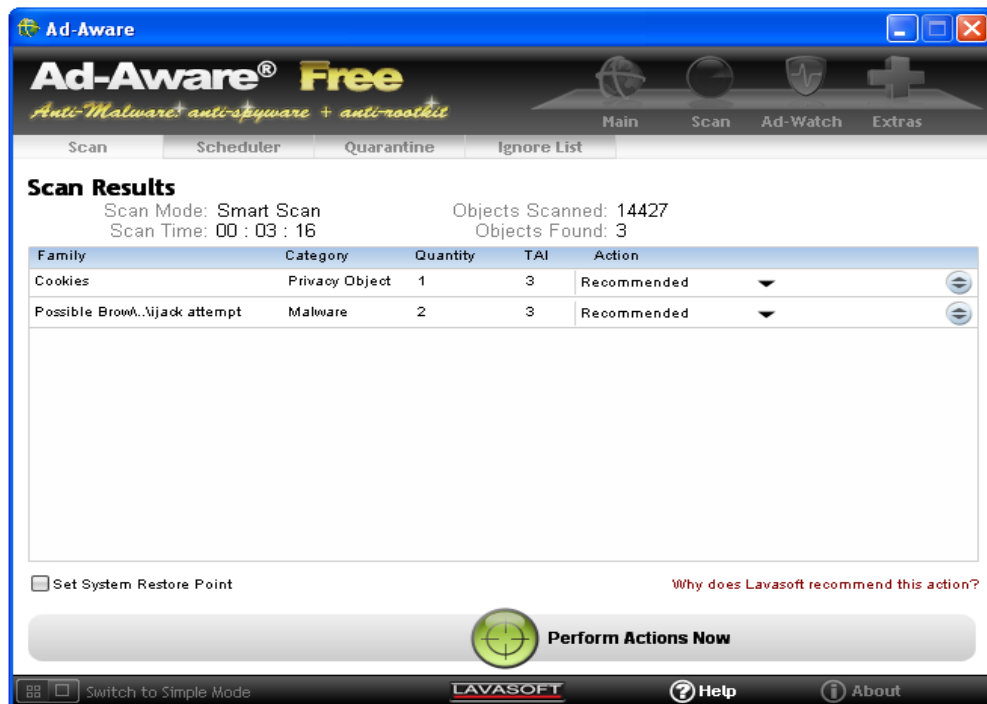 Ad-Aware
Ad-Aware® Free
Anti-Malware: anti-spyware + anti-rootkit
Main Scan Ad-Watch Extras
Scan Scheduler Quarantine Ignore List
Scan Results
Scan Mode: Smart Scan Objects Scanned: 14427
Scan Time: 00 : 03 : 16 Objects Found: 3
Family Category Quantity TAI Action
Cookies Privacy Object 1 3 Recommended
Possible Brow\..\ijack attempt Malware 2 3 Recommended
Set System Restore Point Why does Lavasoft recommend this action?
Perform Actions Now
Switch to Simple Mode LAVASOFT Help About